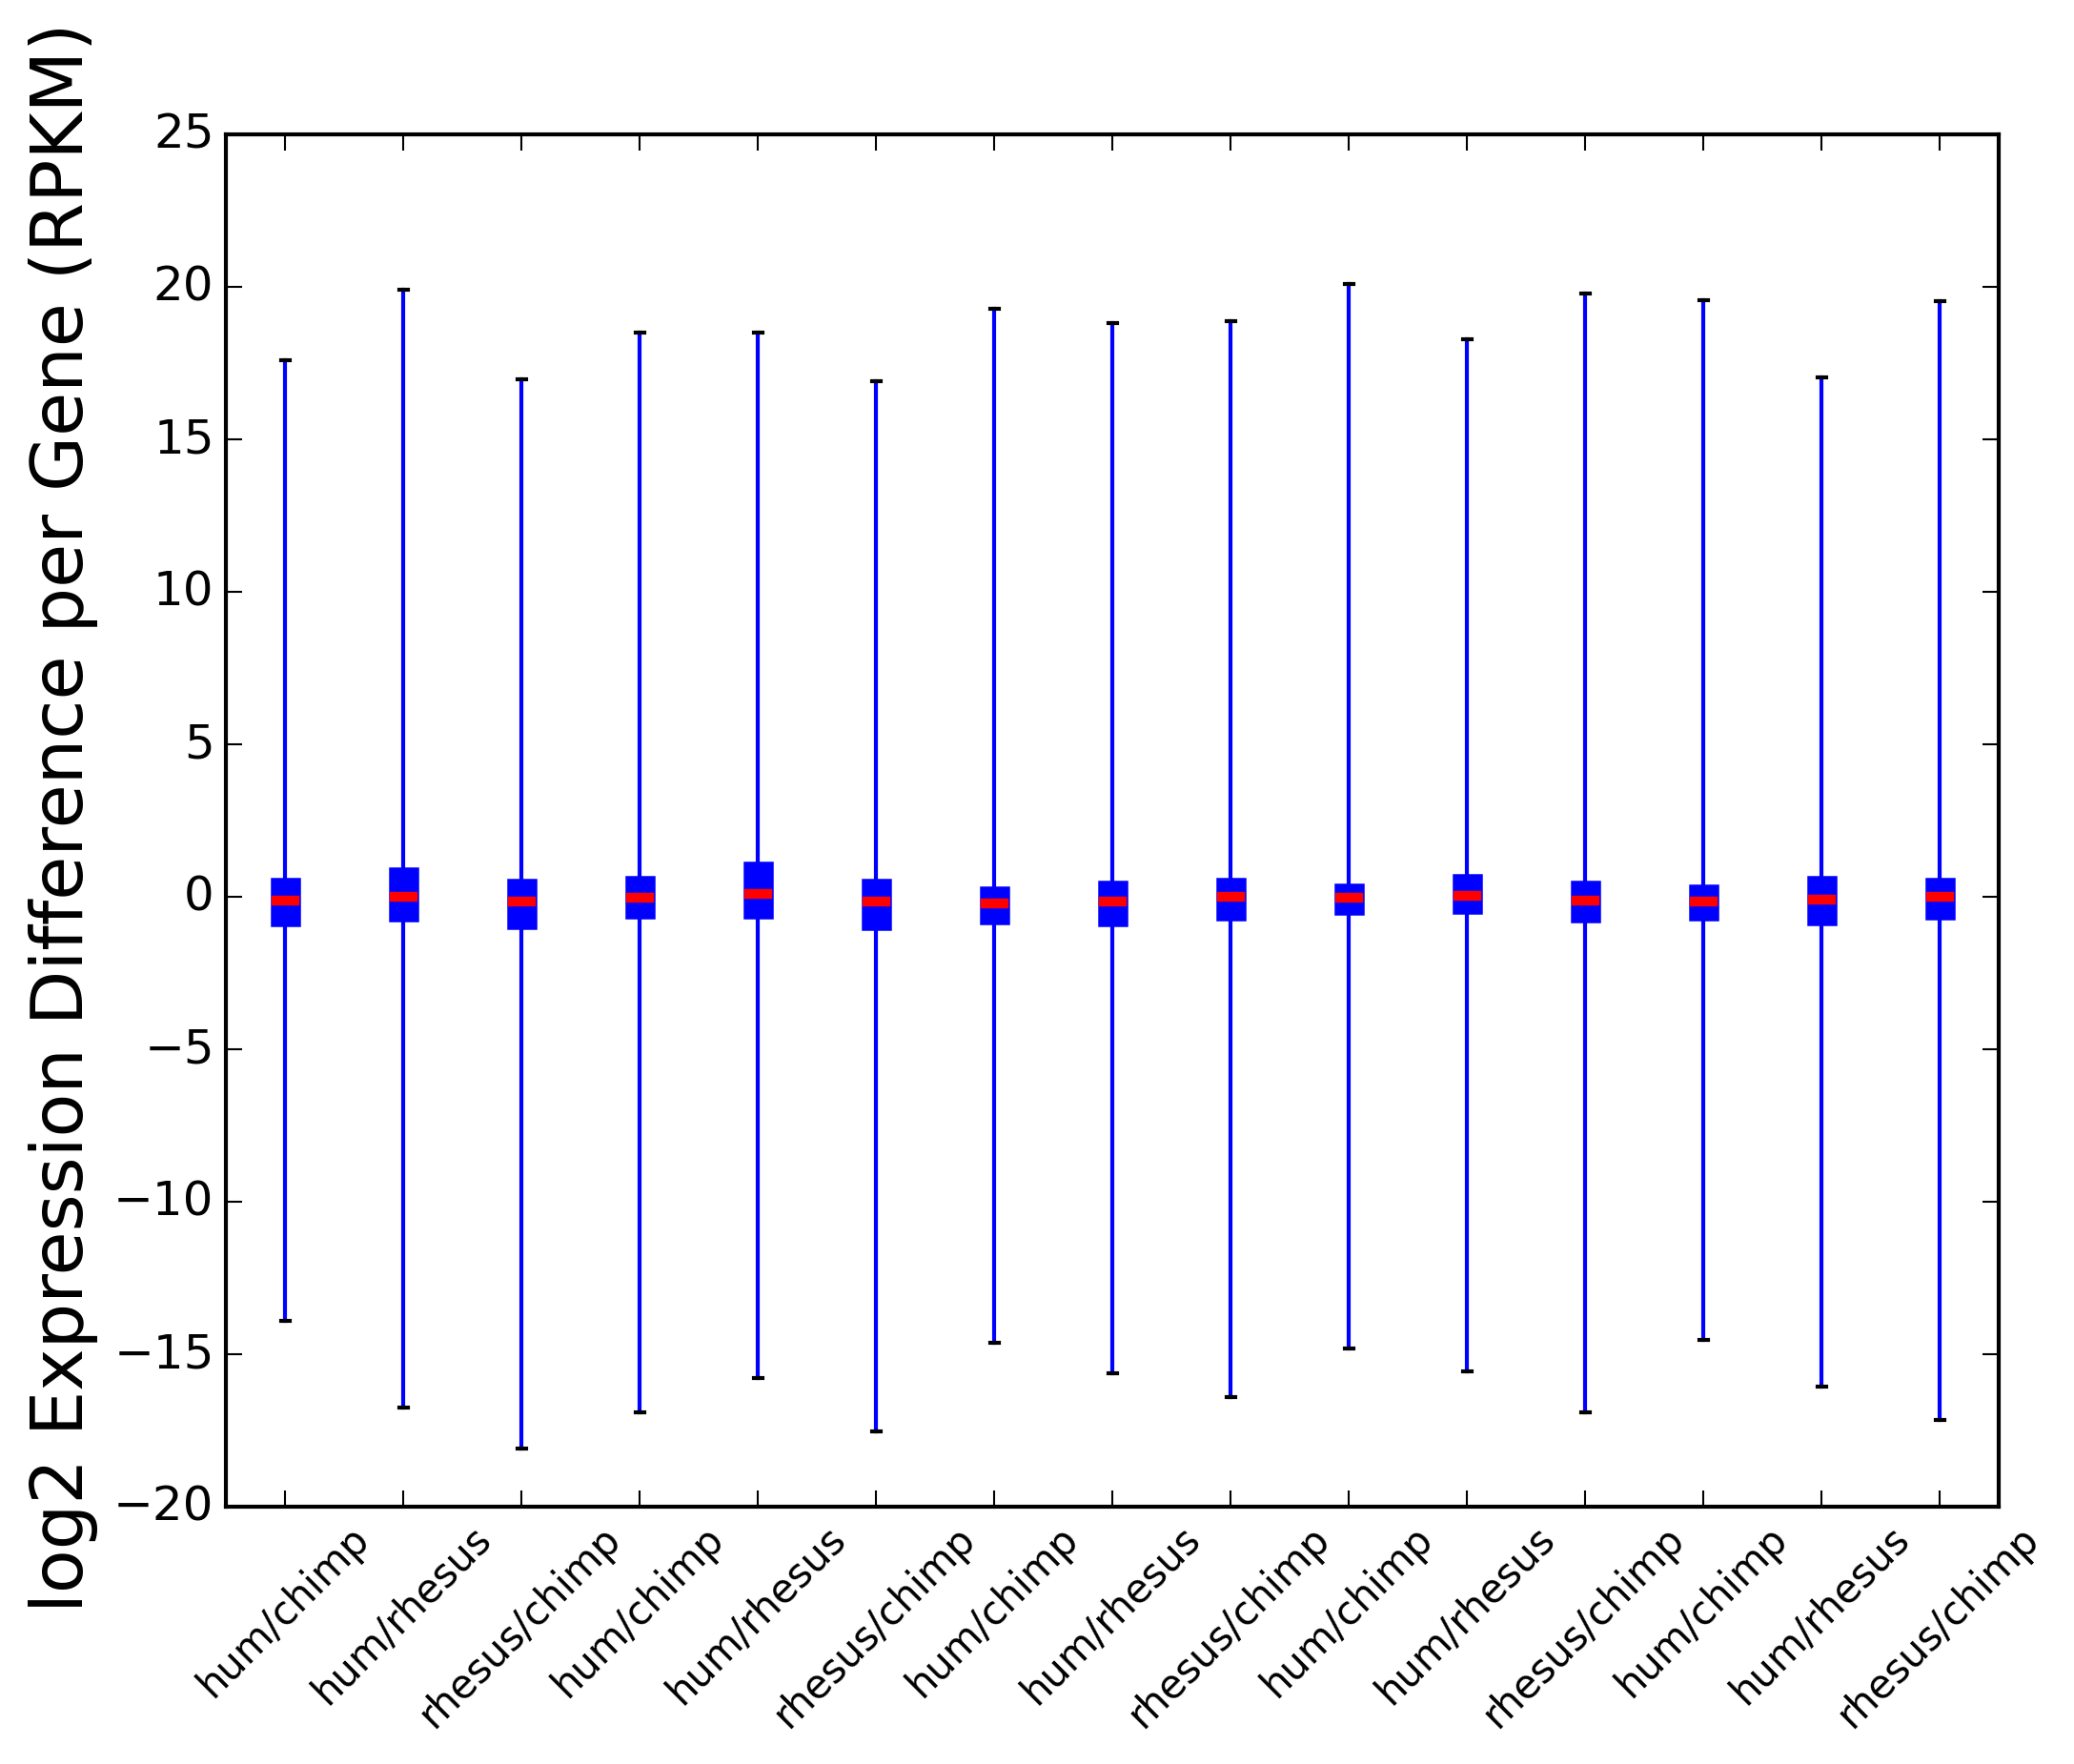 log2 Expression Difference per Gene (RPKM)
25
20
15
10
5
0
−5
−10
−15
−20
hum/chimp
hum/rhesus
rhesus/chimp
hum/chimp
hum/rhesus
rhesus/chimp
hum/chimp
hum/rhesus
rhesus/chimp
hum/chimp
hum/rhesus
rhesus/chimp
hum/chimp
hum/rhesus
rhesus/chimp